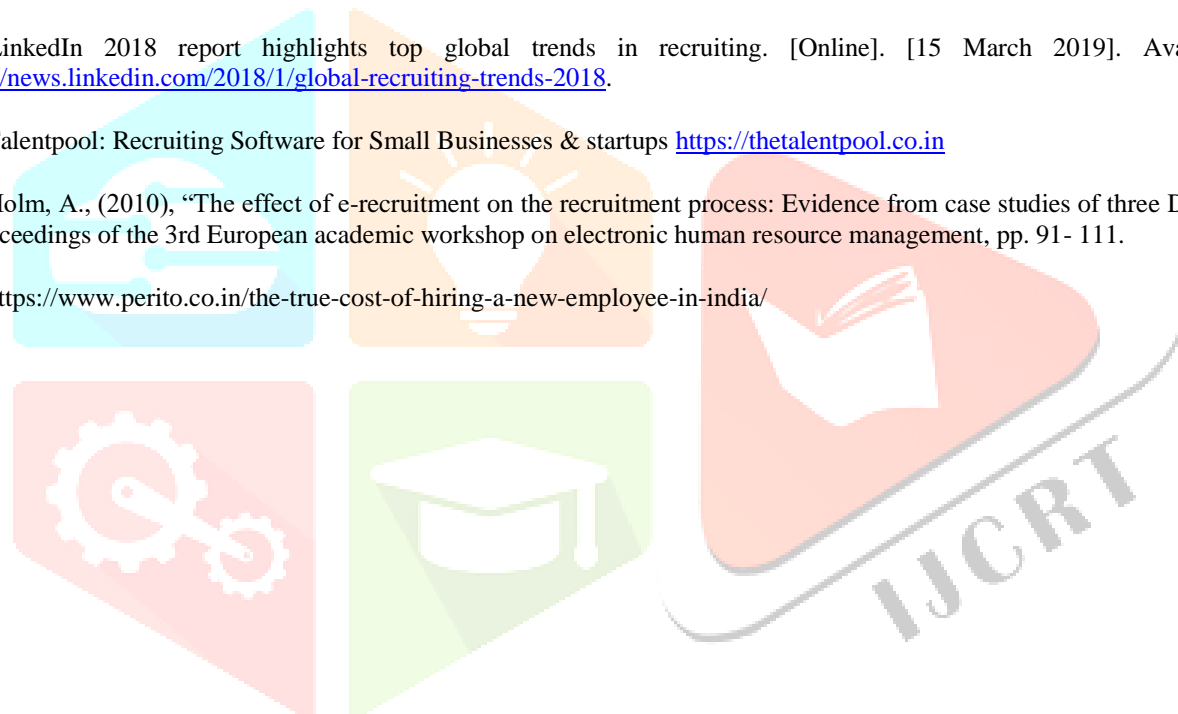 inkedIn 2018 report highlights top global trends in recruiting. [Online]. [15 March 2019]. Ava
/news.linkedin.com/2018/1/global-recruiting-trends-2018.
alentpool: Recruiting Software for Small Businesses & startups https://thetalentpool.co.in
olm, A., (2010), “The effect of e-recruitment on the recruitment process: Evidence from case studies of three D
ceedings of the 3rd European academic workshop on electronic human resource management, pp. 91- 111.
ttps://www.perito.co.in/the-true-cost-of-hiring-a-new-employee-in-india/
IJCRT